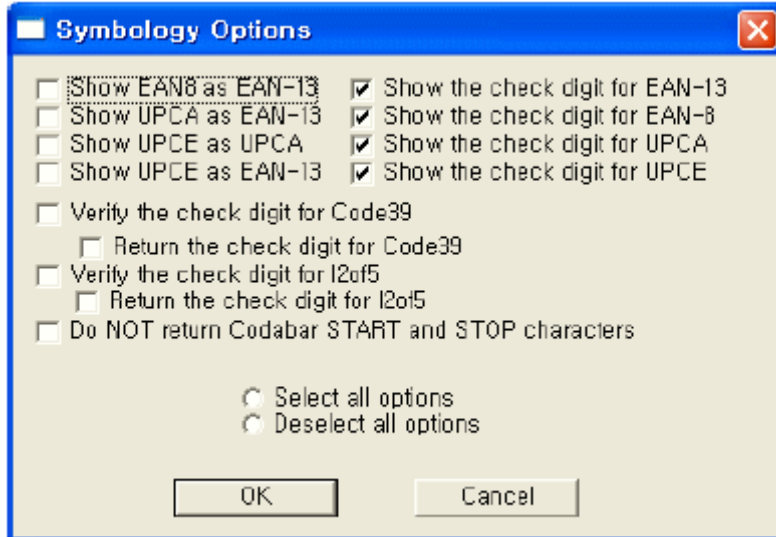 Symbology Options
Show EAN8 as EAN-13 Show the check digit for EAN-13
Show UPCA as EAN-13 Show the check digit for EAN-8
Show UPCE as UPCA Show the check digit for UPCA
Show UPCE as EAN-13 Show the check digit for UPCE
Verify the check digit for Code39
Return the check digit for Code39
Verify the check digit for I2of5
Return the check digit for I2of5
Do NOT return Codabar START and STOP characters
Select all options
Deselect all options
OK Cancel